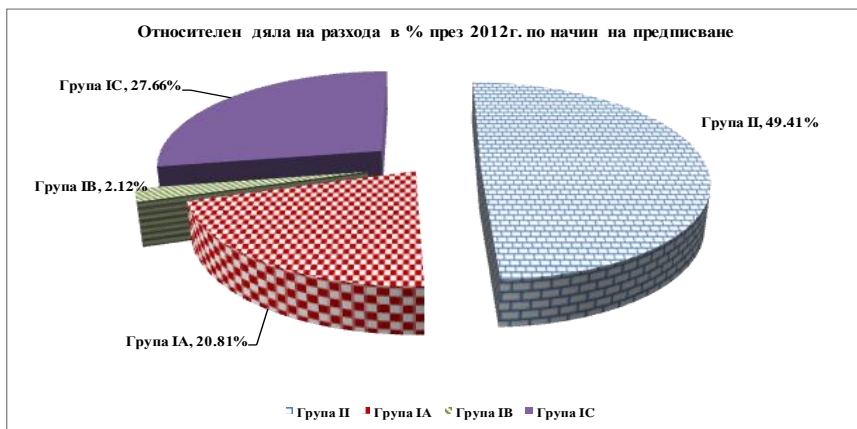 Относителен дяла на разхода в % през 2012г. по начин на предписване
Група IC, 27.66%
Група II, 49.41%
Група IB, 2.12%
Група IA, 20.81%
Група II Група IA Група IB Група IC